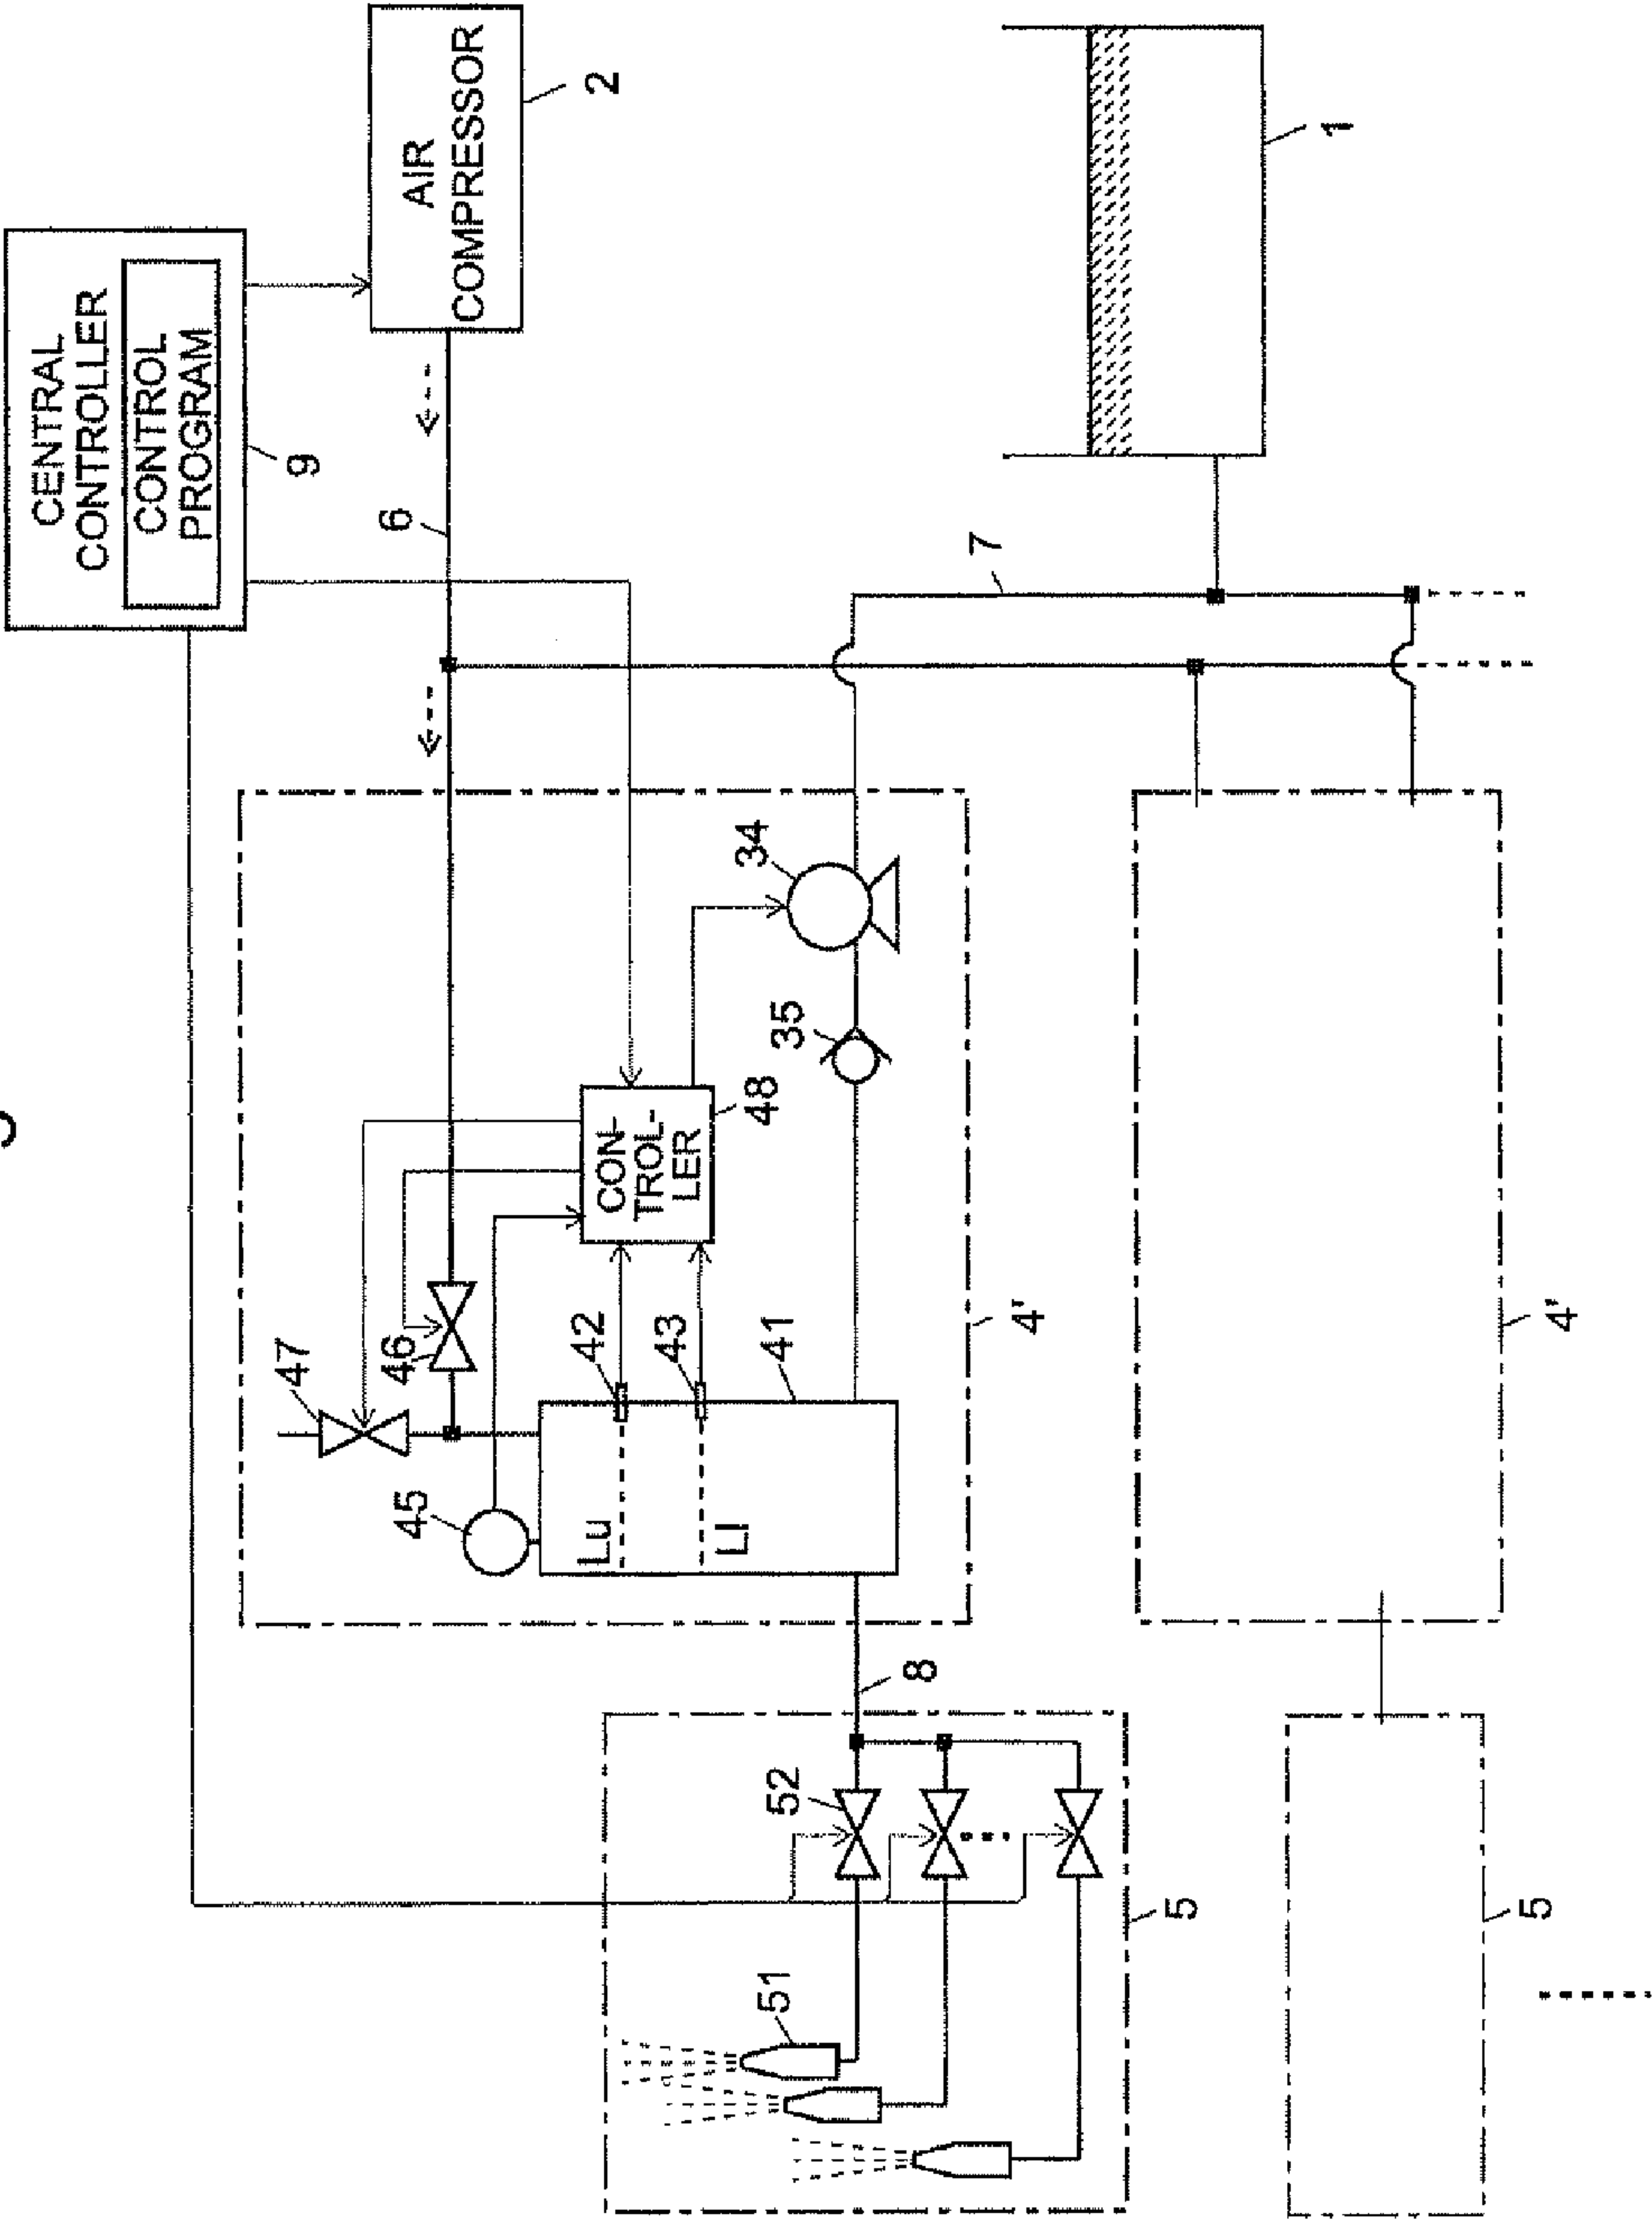 CENTRAL
CONTROLLER
CONTROL
PROGRAM
9
AIR
COMPRESSOR
2
6
7
1
34
35
CON-
TROL-
LER
48
47
46
45
42
43
41
Lu
Ll
4'
4'
8
52
51
5
5